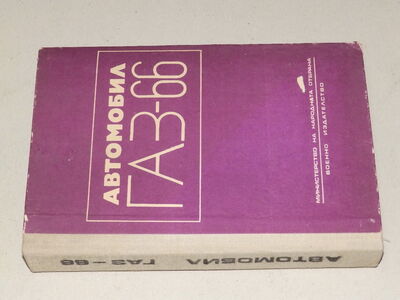 АВТОМОБИЛ
ГАЗ-66
МИНИСТЕРСТВО НА НАРОДНАТА ОТБРАНА
ВОЕННО ИЗДАТЕЛСТВО
АВТОМОБИЛ ГАЗ-66